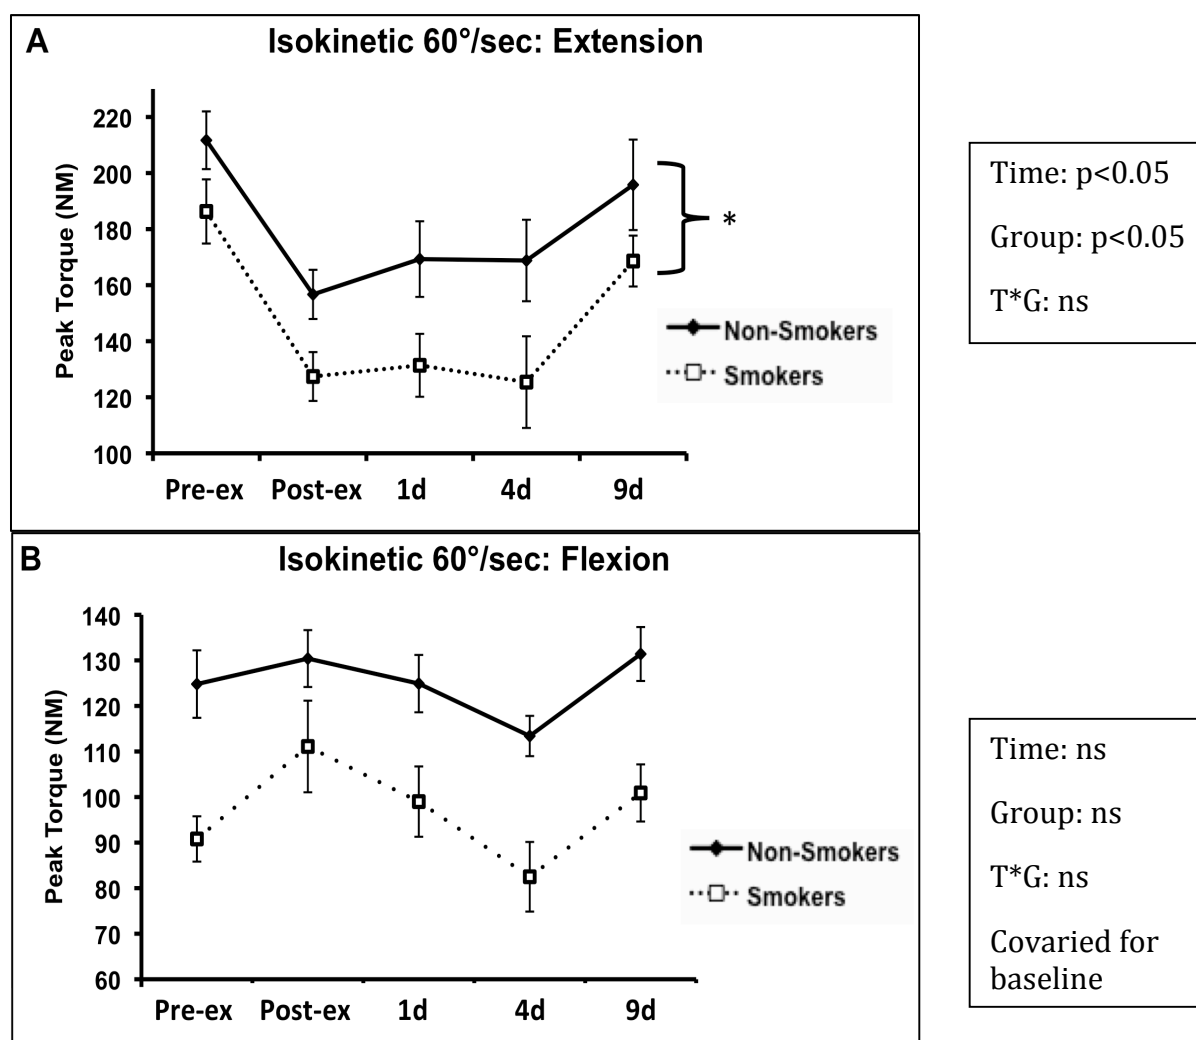 A
Isokinetic 60°/sec: Extension
Peak Torque (NM)
220
200
180
160
140
120
100
Pre-ex Post-ex 1d 4d 9d
*
Non-Smokers
Smokers
Time: p<0.05
Group: p<0.05
T*G: ns
B
Isokinetic 60°/sec: Flexion
Peak Torque (NM)
140
130
120
110
100
90
80
70
60
Pre-ex Post-ex 1d 4d 9d
Non-Smokers
Smokers
Time: ns
Group: ns
T*G: ns
Covaried for
baseline